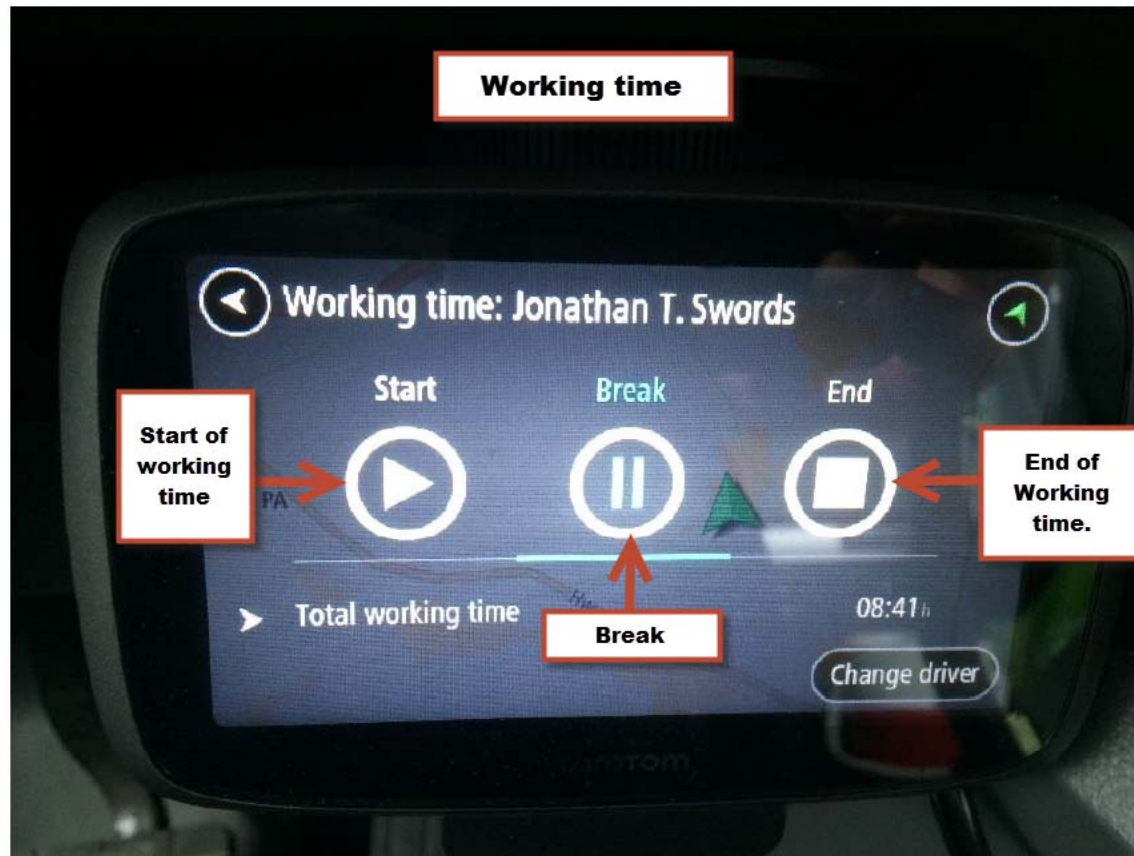 Working time
Working time: Jonathan T. Swords
Start
Break
End
Start of
working
time
End of
Working
time.
PA
Total working time
08:41h
Break
Change driver